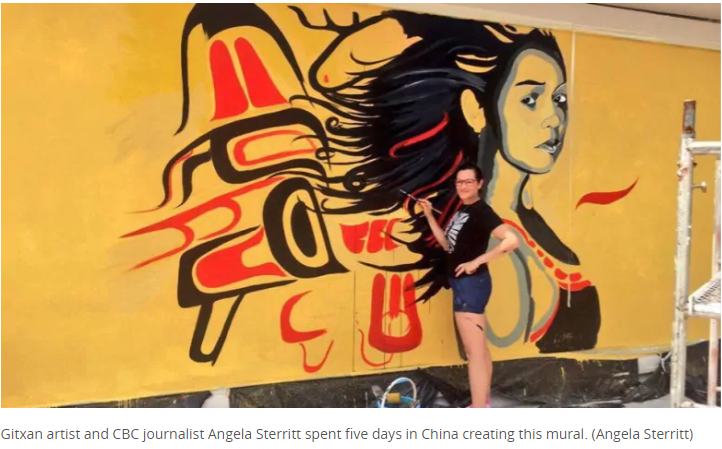 Gitxan artist and CBC journalist Angela Sterritt spent five days in China creating this mural. (Angela Sterritt)